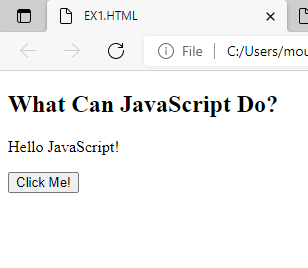 EX1.HTML
File
C:/Users/mou
What Can JavaScript Do?
Hello JavaScript!
Click Me!